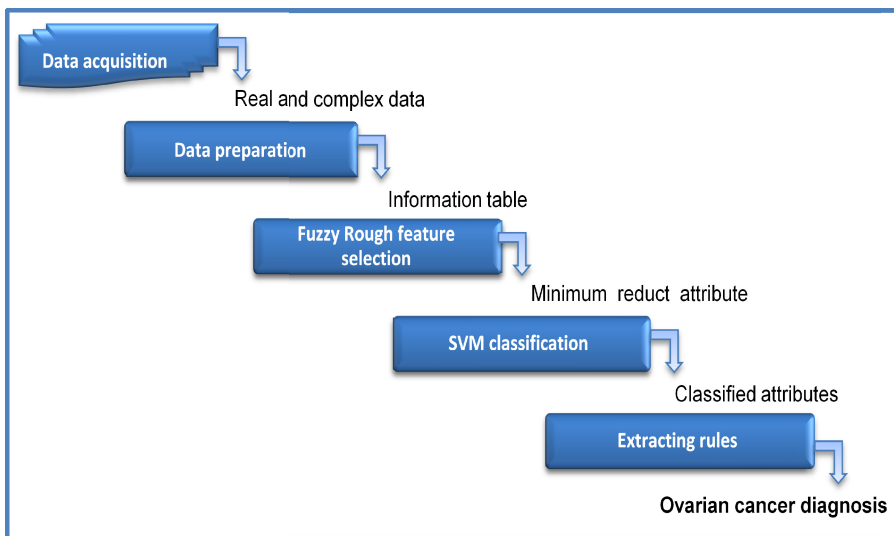 Data acquisition
Real and complex data
Data preparation
Information table
Fuzzy Rough feature
selection
Minimum reduct attribute
SVM classification
Classified attributes
Extracting rules
Ovarian cancer diagnosis